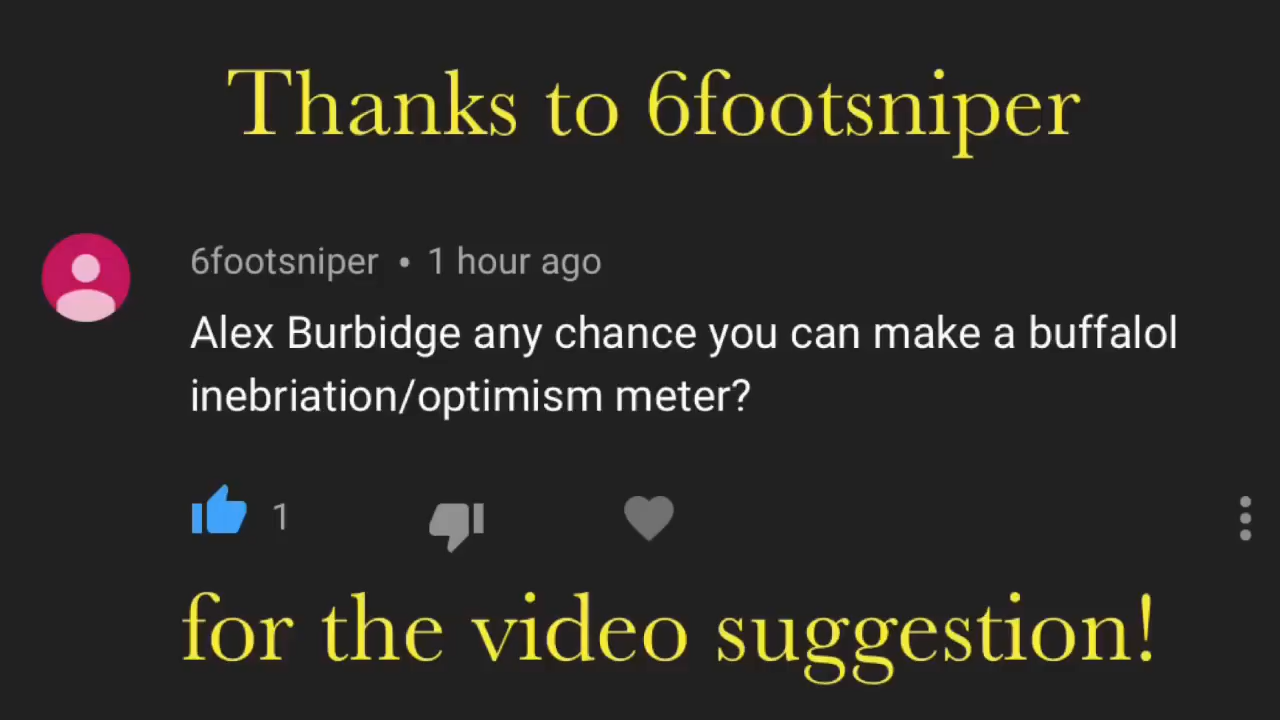 Thanks to 6footsniper
6footsniper • 1 hour ago
Alex Burbidge any chance you can make a buffalol
inebriation/optimism meter?
1
for the video suggestion!